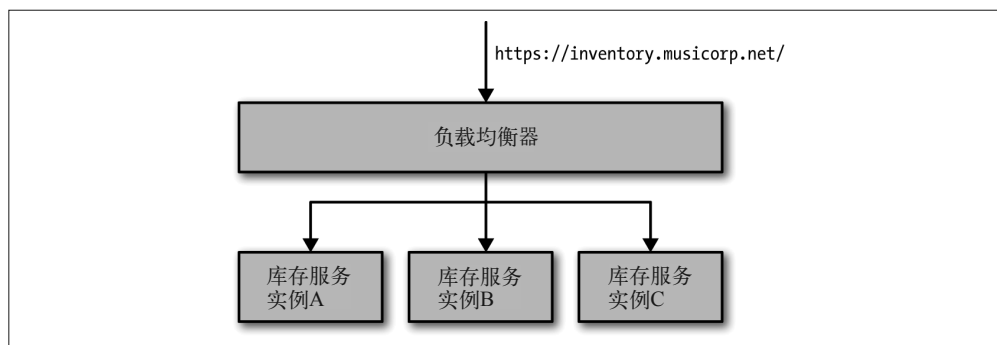 https://inventory.musicorp.net/
负载均衡器
库存服务
实例A
库存服务
实例B
库存服务
实例C